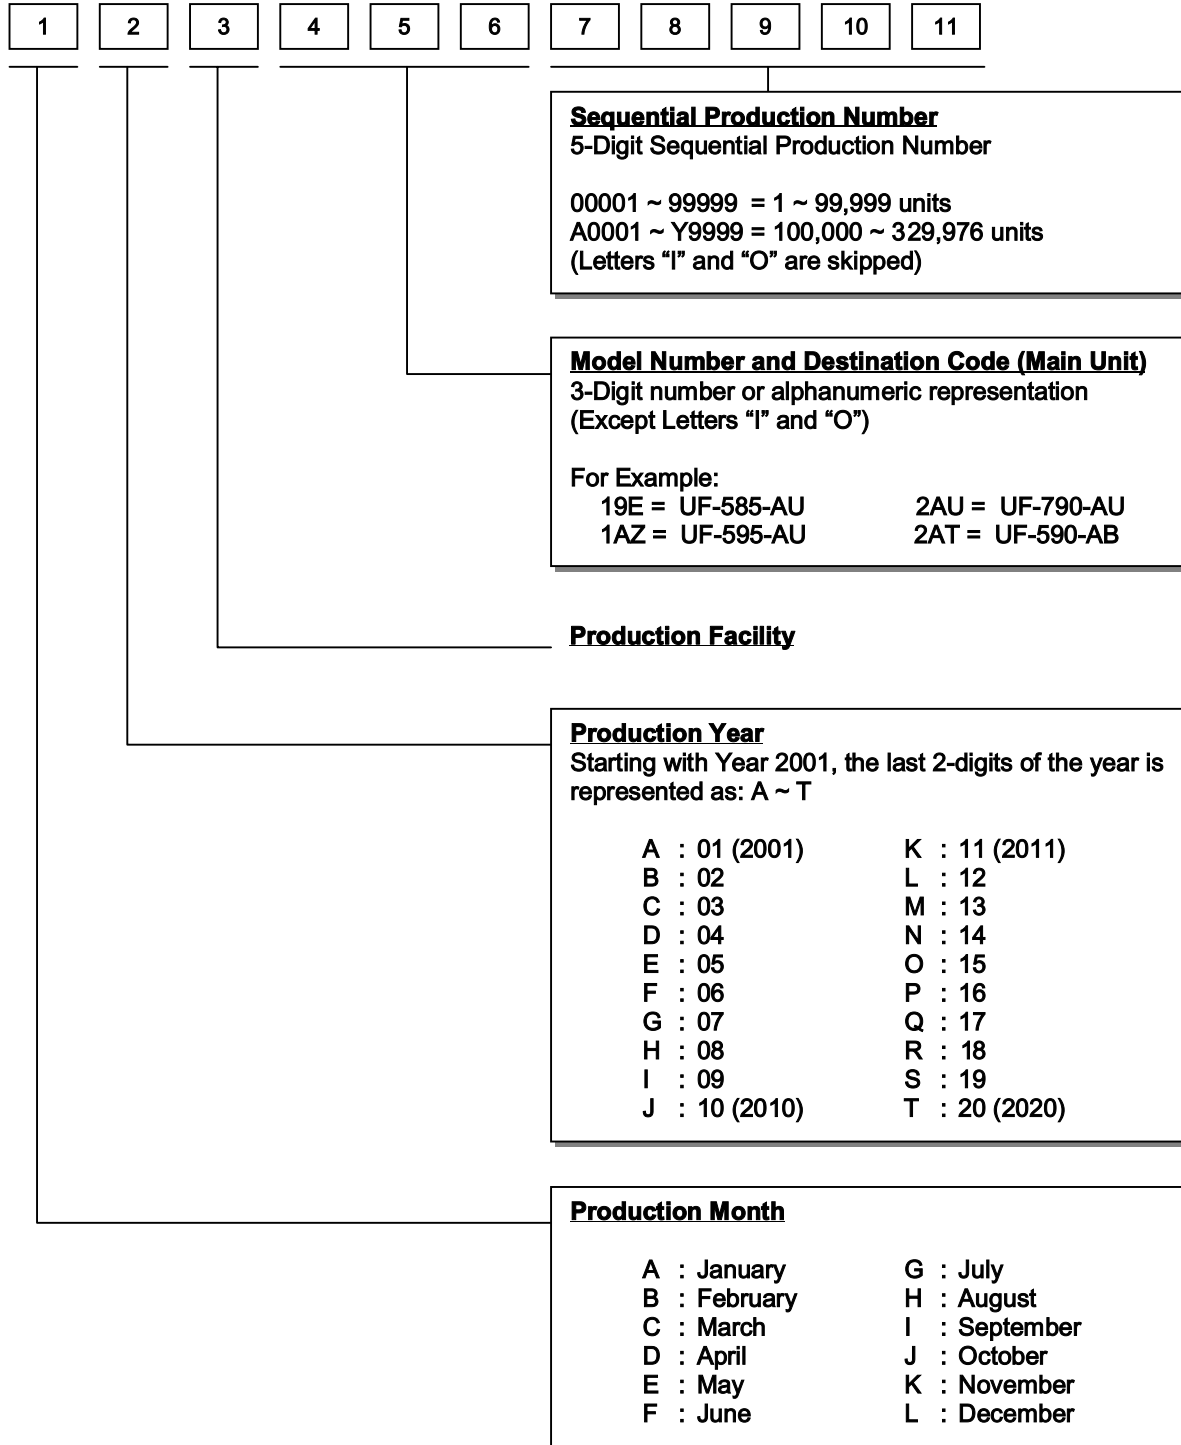 1 2 3 4 5 6 7 8 9 10 11
Sequential Production Number
5-Digit Sequential Production Number
00001 ~ 99999 = 1 ~ 99,999 units
A0001 ~ Y9999 = 100,000 ~ 329,976 units
(Letters “I” and “O” are skipped)
Model Number and Destination Code (Main Unit)
3-Digit number or alphanumeric representation
(Except Letters “I” and “O”)
For Example:
19E = UF-585-AU 2AU = UF-790-AU
1AZ = UF-595-AU 2AT = UF-590-AB
Production Facility
Production Year
Starting with Year 2001, the last 2-digits of the year is
represented as: A ~ T
A : 01 (2001) K : 11 (2011)
B : 02 L : 12
C : 03 M : 13
D : 04 N : 14
E : 05 O : 15
F : 06 P : 16
G : 07 Q : 17
H : 08 R : 18
I : 09 S : 19
J : 10 (2010) T : 20 (2020)
Production Month
A : January G : July
B : February H : August
C : March I : September
D : April J : October
E : May K : November
F : June L : December